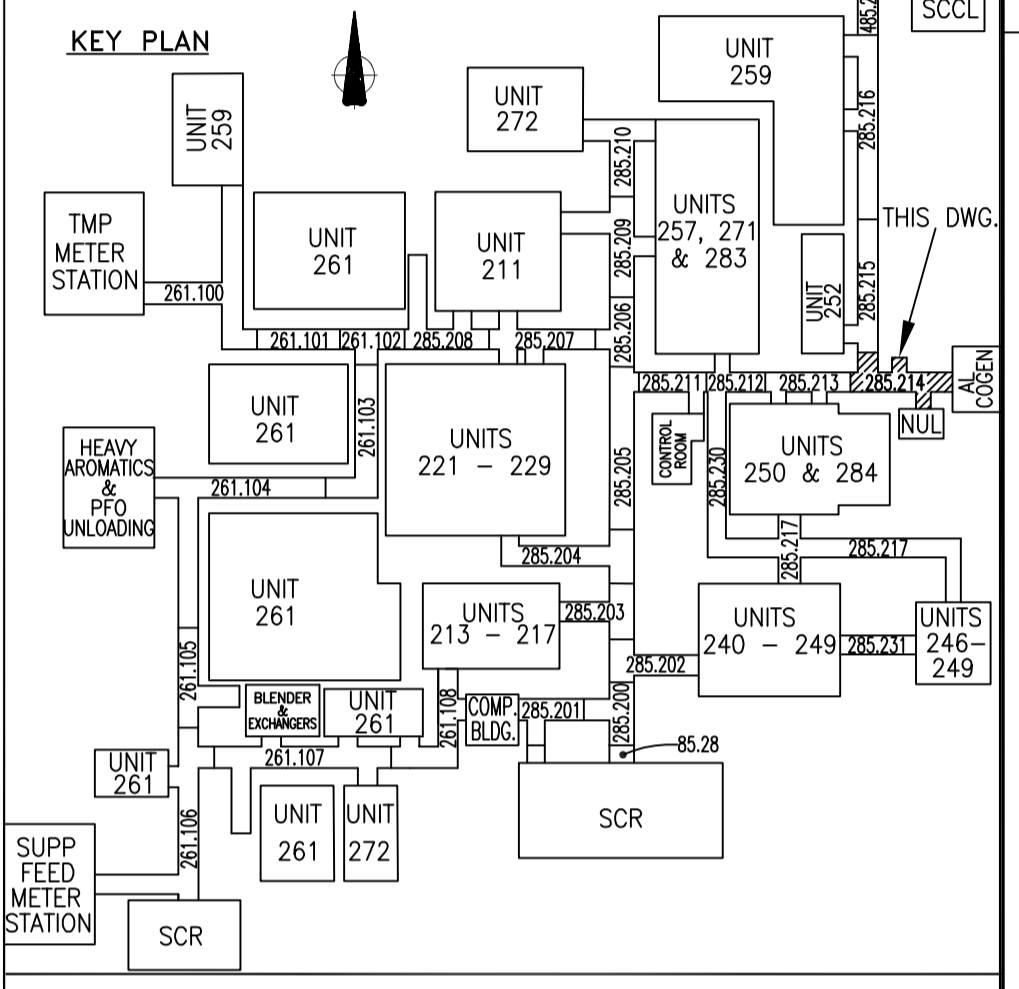 KEY PLAN
SCCL
485.2
UNIT
259
UNIT
272
UNIT
259
285.216
285.210
TMP
METER
STATION
UNIT
261
UNIT
211
UNITS
257, 271
& 283
THIS DWG.
285.209
285.215
UNIT
252
261.100
285.206
261.101
261.102
285.208
285.207
285.211
285.212
285.213
285.214
AL
COGEN
NUL
UNIT
261
261.103
UNITS
221 - 229
CONTROL
ROOM
285.230
UNITS
250 & 284
285.205
HEAVY
AROMATICS
&
PFO
UNLOADING
261.104
285.204
285.217
285.217
UNIT
261
UNITS
213 - 217
285.203
UNITS
240 - 249
285.231
UNITS
246-
249
261.105
285.202
BLENDER
&
EXCHANGERS
UNIT
261
261.108
COMP.
BLDG.
285.201
285.200
85.28
261.107
UNIT
261
UNIT
261
UNIT
272
SCR
261.106
SUPP
FEED
METER
STATION
SCR